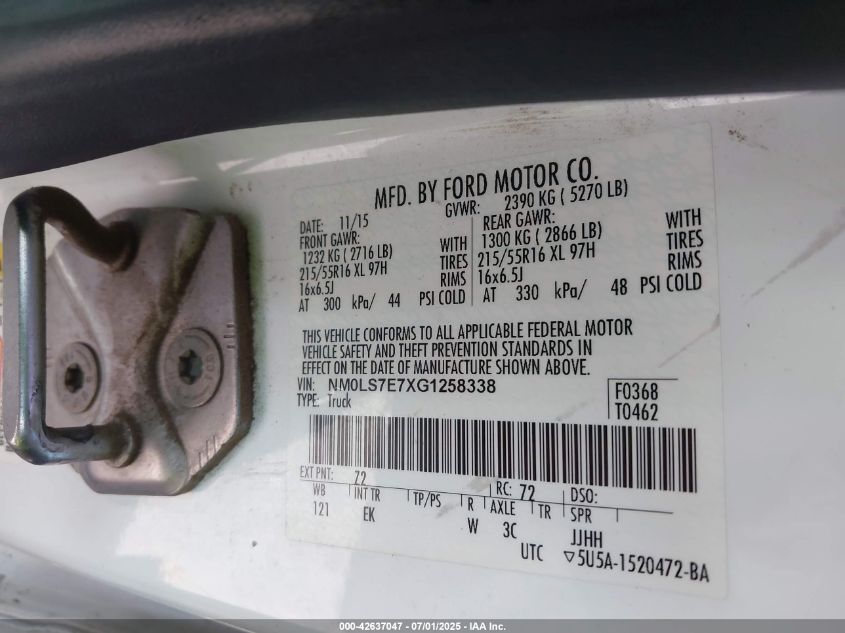 MFD. BY FORD MOTOR CO.
DATE: 11/15 GVWR: 2390 KG ( 5270 LB)
FRONT GAWR: REAR GAWR:
1232 KG ( 2716 LB) WITH 1300 KG ( 2866 LB) WITH
215/55R16 XL 97H TIRES 215/55R16 XL 97H TIRES
16x6.5J RIMS 16x6.5J RIMS
AT 300 kPa/ 44 PSI COLD AT 330 kPa/ 48 PSI COLD
THIS VEHICLE CONFORMS TO ALL APPLICABLE FEDERAL MOTOR
VEHICLE SAFETY AND THEFT PREVENTION STANDARDS IN
EFFECT ON THE DATE OF MANUFACTURE SHOWN ABOVE.
VIN: NM0LS7E7XG1258338 F0368
TYPE: Truck T0462
EXT PNT: 72 RC: 72 DSO:
WB INT TR TP/PS R AXLE TR SPR
121 EK W 3C JJHH
UTC ▽5U5A-1520472-BA
000-42637047 - 07/01/2025 - IAA Inc.